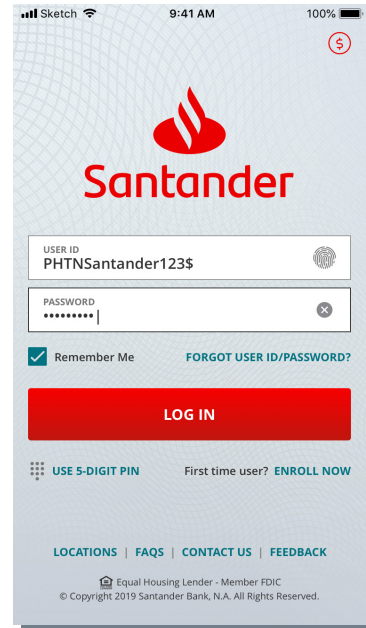 Sketch 9:41 AM 100%
$
Santander
USER ID
PHTNSantander123$
PASSWORD
•••••••••
Remember Me FORGOT USER ID/PASSWORD?
LOG IN
USE 5-DIGIT PIN First time user? ENROLL NOW
LOCATIONS | FAQS | CONTACT US | FEEDBACK
Equal Housing Lender - Member FDIC
© Copyright 2019 Santander Bank, N.A. All Rights Reserved.